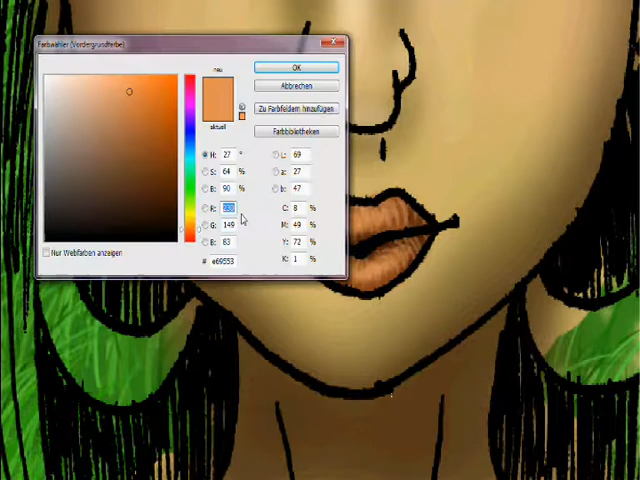 Farbwähler (Vordergrundfarbe)
neu
aktuell
OK
Abbrechen
Zu Farbfeldern hinzufügen
Farbbibliotheken
H: 27 °
S: 64 %
B: 90 %
R: 230
G: 149
B: 83
# e69553
L: 69
a: 27
b: 47
C: 8 %
M: 49 %
Y: 72 %
K: 1 %
Nur Webfarben anzeigen